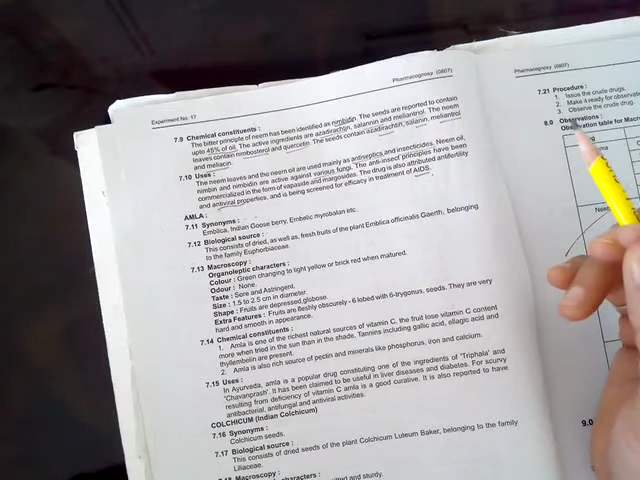 Experiment No. 17
Pharmacognosy (0807)
7.9 Chemical constituents :
The bitter principle of neem has been identified as nimbidin. The seeds are reported to contain
upto 45% of oil. The active ingredients are azadirachtin, salannin and meliantriol. The neem
leaves contain nimbosterol and quercetin. The seeds contain azadirachtin, salanin, meliantrol
and meliacin.
7.10 Uses :
The neem leaves and the neem oil are used mainly as antiseptics and insecticides. Neem oil,
nimbin and nimbidin are active against various fungi. The anti-insect principles have been
commercialized in the form of vapaside and margosides. The drug is also attributed antifertility
and antiviral properties, and is being screened for efficacy in treatment of AIDS.
AMLA :
7.11 Synonyms :
Emblica, Indian Goose berry, Embelic myrobalan etc.
7.12 Biological source :
This consists of dried, as well as, fresh fruits of the plant Emblica officinalis Gaerth, belonging
to the family Euphorbiaceae.
7.13 Macroscopy :
Organoleptic characters :
Colour : Green changing to light yellow or brick red when matured.
Odour : None.
Taste : Sore and Astringent.
Size : 1.5 to 2.5 cm in diameter.
Shape : Fruits are depressed,globose.
Extra Features : Fruits are fleshy obscurely - 6 lobed with 6-trygonus, seeds. They are very
hard and smooth in appearance.
7.14 Chemical constituents :
1. Amla is one of the richest natural sources of vitamin C, the fruit lose vitamin C content
more when tried in the sun than in the shade. Tannins including gallic acid, ellagic acid and
thyllemibelin are present.
2. Amla is also rich source of pectin and minerals like phosphorus, iron and calcium.
7.15 Uses :
In Ayurveda, amla is a popular drug constituting one of the ingredients of 'Triphala' and
'Chavanprash'. It has been claimed to be useful in liver diseases and diabetes. For scurvy
resulting from deficiency of vitamin C amla is a good curative. It is also reported to have
antibacterial, antifungal and antiviral activities.
COLCHICUM (Indian Colchicum)
7.16 Synonyms :
Colchicum seeds.
7.17 Biological source :
This consists of dried seeds of the plant Colchicum Luteum Baker, belonging to the family
Liliaceae.
7.18 Macroscopy :
characters :
and sturdy.
Pharmacognosy (0807)
7.21 Procedure :
1. Issue the crude drugs.
2. Make it ready for
3. Observe the crude drug.
8.0 Observations :
Observation table for
9.0